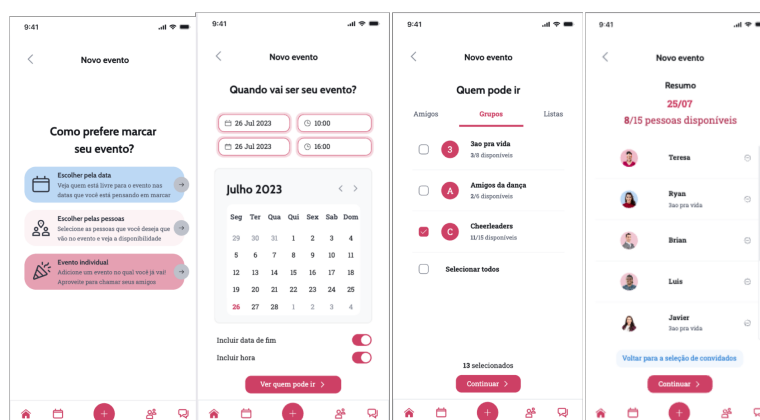 9:41
Novo evento
Como prefere marcar
seu evento?
Escolher pela data
Veja quem está livre para o evento nas
datas que você está pensando em marcar
Escolher pelas pessoas
Selecione as pessoas que você deseja que
vão no evento e veja a disponibilidade
Evento individual
Adicione um evento no qual você já vai!
Aproveite para chamar seus amigos
9:41
Novo evento
Quando vai ser seu evento?
26 Jul 2023
10:00
26 Jul 2023
16:00
Julho 2023
Seg Ter Qua Qui Sex Sab Dom
29 30 31 1 2 3 4
5 6 7 8 9 10 11
12 13 14 15 16 17 18
19 20 21 22 23 24 25
26 27 28 1 2 3 4
Incluir data de fim
Incluir hora
Ver quem pode ir >
9:41
Novo evento
Quem pode ir
Amigos Grupos Listas
3
3ao pra vida
3/8 disponíveis
A
Amigos da dança
2/6 disponíveis
C
Cheerleaders
11/15 disponíveis
Selecionar todos
13 selecionados
Continuar >
9:41
Novo evento
Resumo
25/07
8/15 pessoas disponíveis
Teresa
Ryan
3ao pra vida
Brian
Luis
Javier
3ao pra vida
Voltar para a seleção de convidados
Continuar >